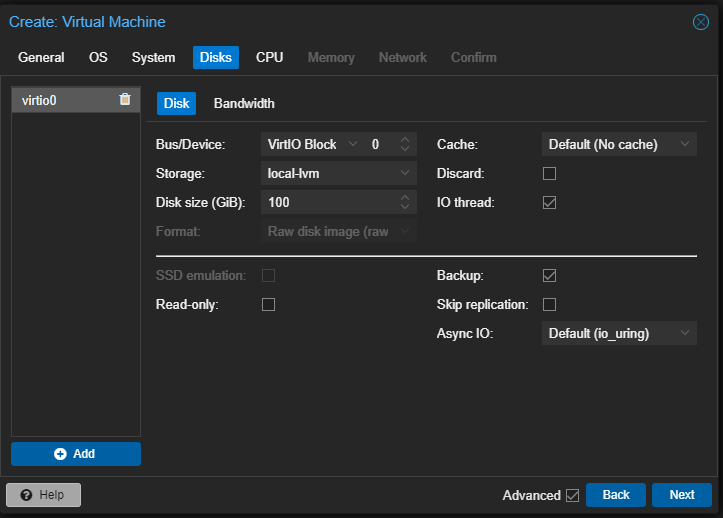 Create: Virtual Machine
General OS System Disks CPU Memory Network Confirm
virtio0
Disk Bandwidth
Bus/Device: VirtIO Block 0 Cache: Default (No cache)
Storage: local-lvm Discard:
Disk size (GiB): 100 IO thread:
Format: Raw disk image (raw
SSD emulation: Backup:
Read-only: Skip replication:
Async IO: Default (io_uring)
Add
Help Advanced Back Next